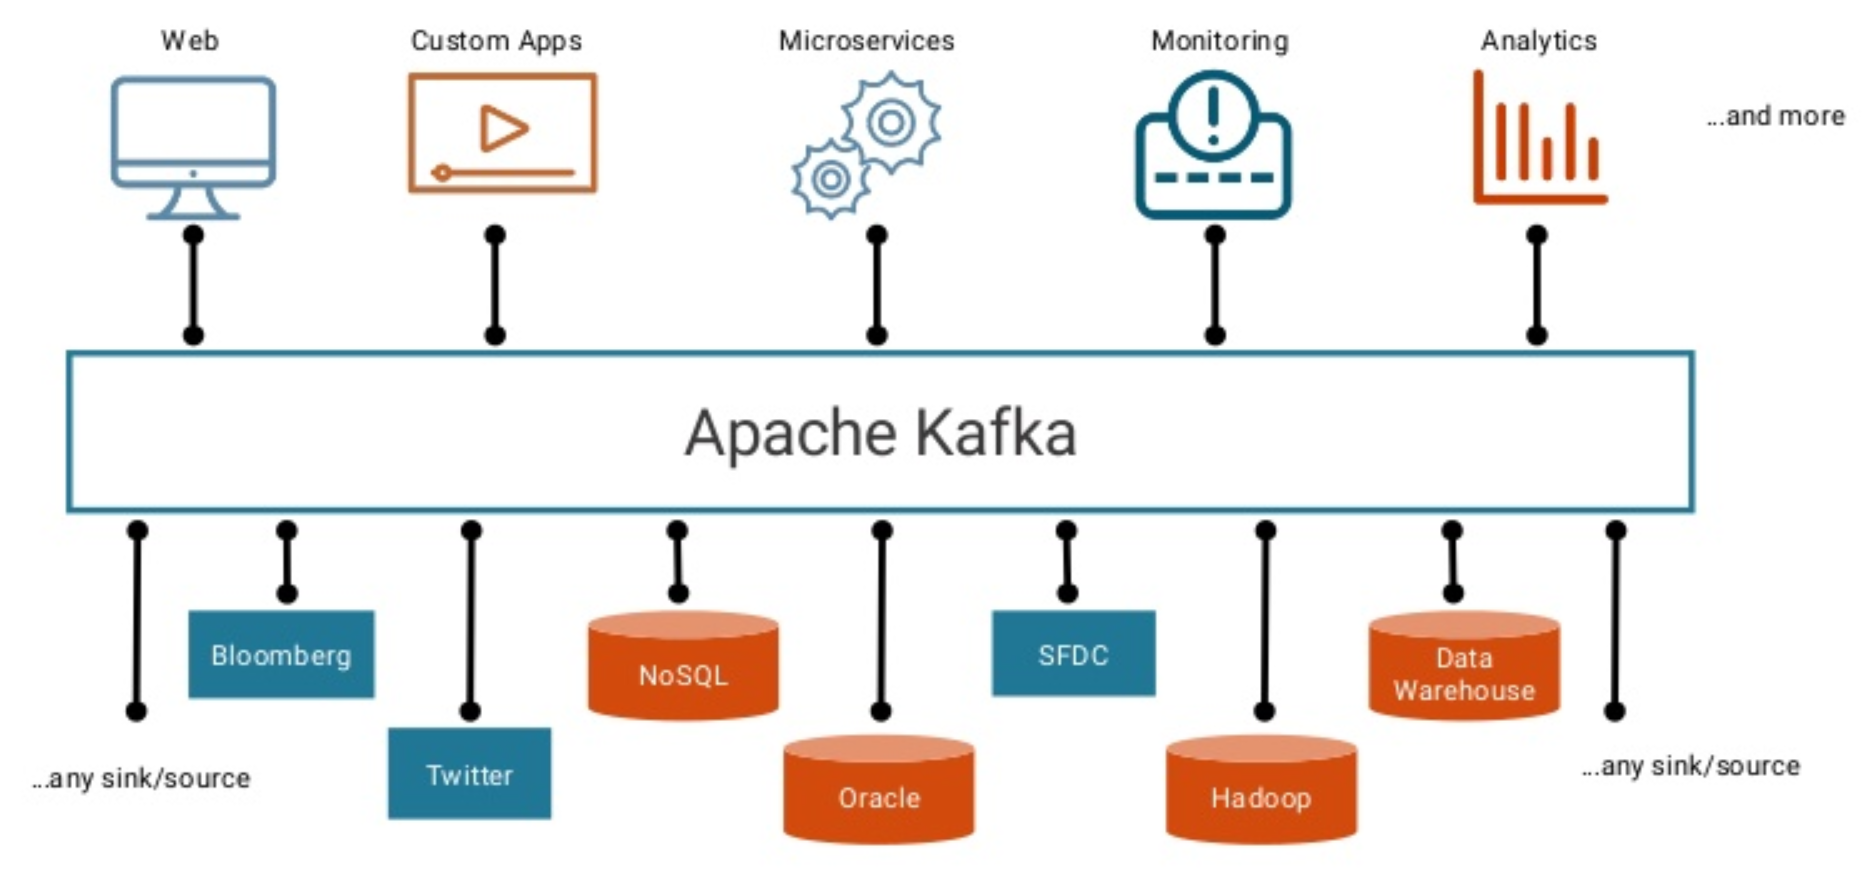 Web
Custom Apps
Microservices
Monitoring
Analytics
...and more
Apache Kafka
Bloomberg
NoSQL
SFDC
Data
Warehouse
...any sink/source
Twitter
Oracle
Hadoop
...any sink/source